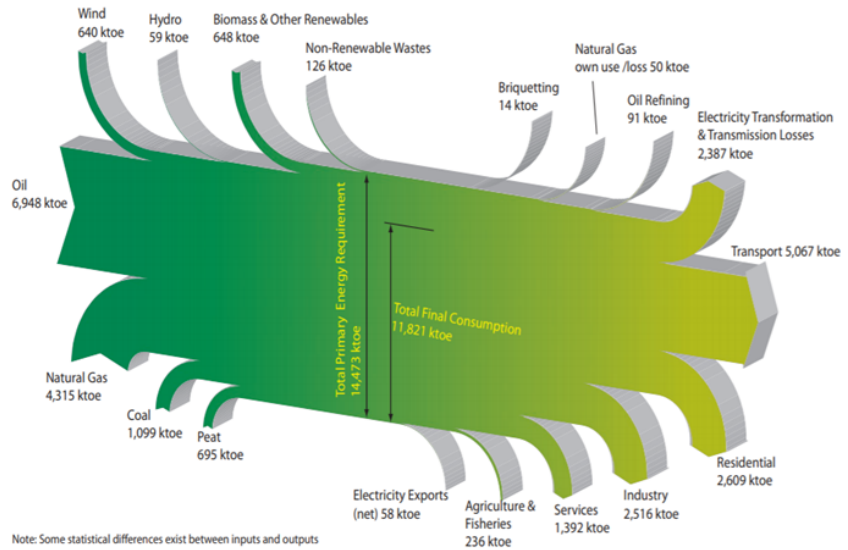 Wind
640 ktoe
Hydro
59 ktoe
Biomass & Other Renewables
648 ktoe
Non-Renewable Wastes
126 ktoe
Briquetting
14 ktoe
Natural Gas
own use /loss 50 ktoe
Oil Refining
91 ktoe
Electricity Transformation
& Transmission Losses
2,387 ktoe
Oil
6,948 ktoe
Total Primary Energy Requirement
14,473 ktoe
Total Final Consumption
11,821 ktoe
Transport 5,067 ktoe
Natural Gas
4,315 ktoe
Coal
1,099 ktoe
Peat
695 ktoe
Electricity Exports
(net) 58 ktoe
Agriculture &
Fisheries
236 ktoe
Services
1,392 ktoe
Industry
2,516 ktoe
Residential
2,609 ktoe
Note: Some statistical differences exist between inputs and outputs